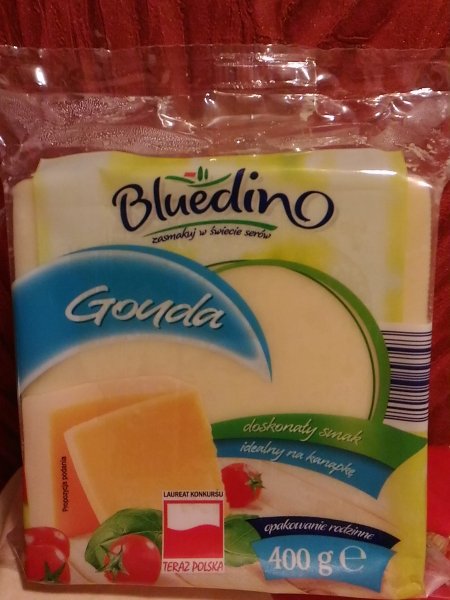 Bluedino
zasmakuj w świecie serów
Gouda
doskonały smak
idealny na kanapkę
Propozycja podania
LAUREAT KONKURSU
TERAZ POLSKA
opakowanie rodzinne
400 g ℮